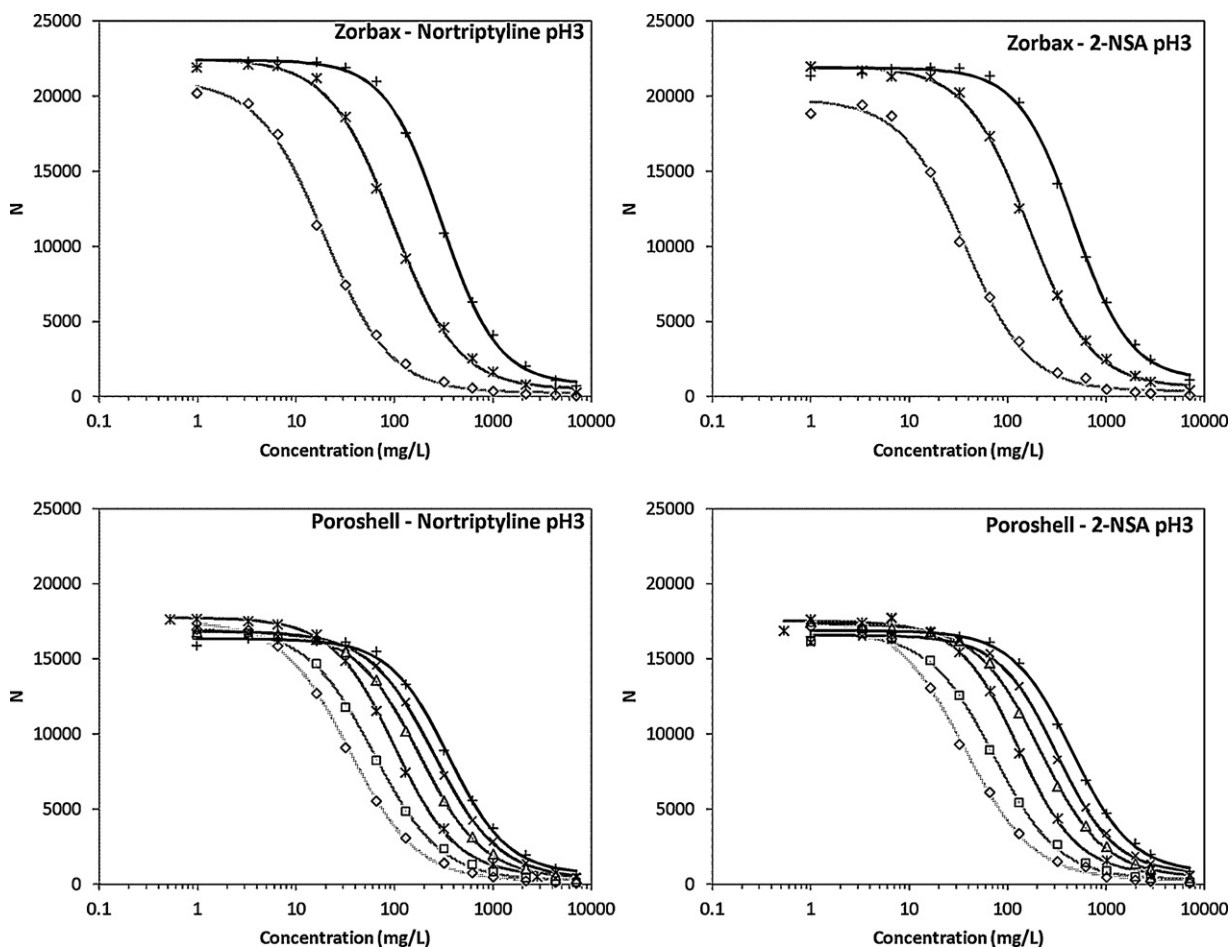 Zorbax - Nortriptyline pH3
25000
20000
15000
10000
5000
0
N
0.1 1 10 100 1000 10000
Concentration (mg/L)
Zorbax - 2-NSA pH3
25000
20000
15000
10000
5000
0
N
0.1 1 10 100 1000 10000
Concentration (mg/L)
Poroshell - Nortriptyline pH3
25000
20000
15000
10000
5000
0
N
0.1 1 10 100 1000 10000
Concentration (mg/L)
Poroshell - 2-NSA pH3
25000
20000
15000
10000
5000
0
N
0.1 1 10 100 1000 10000
Concentration (mg/L)